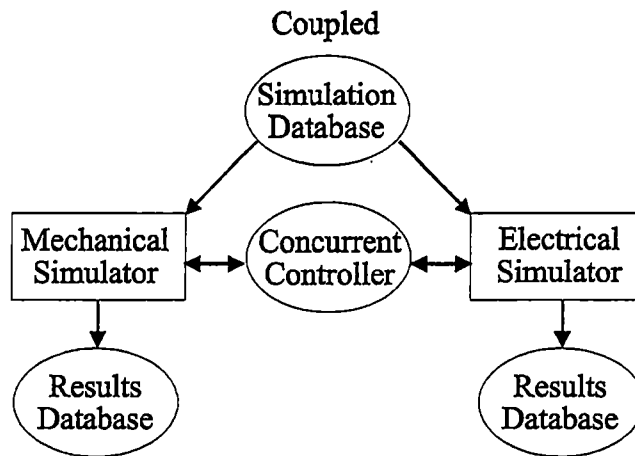 Coupled
Simulation
Database
Mechanical
Simulator
Concurrent
Controller
Electrical
Simulator
Results
Database
Results
Database